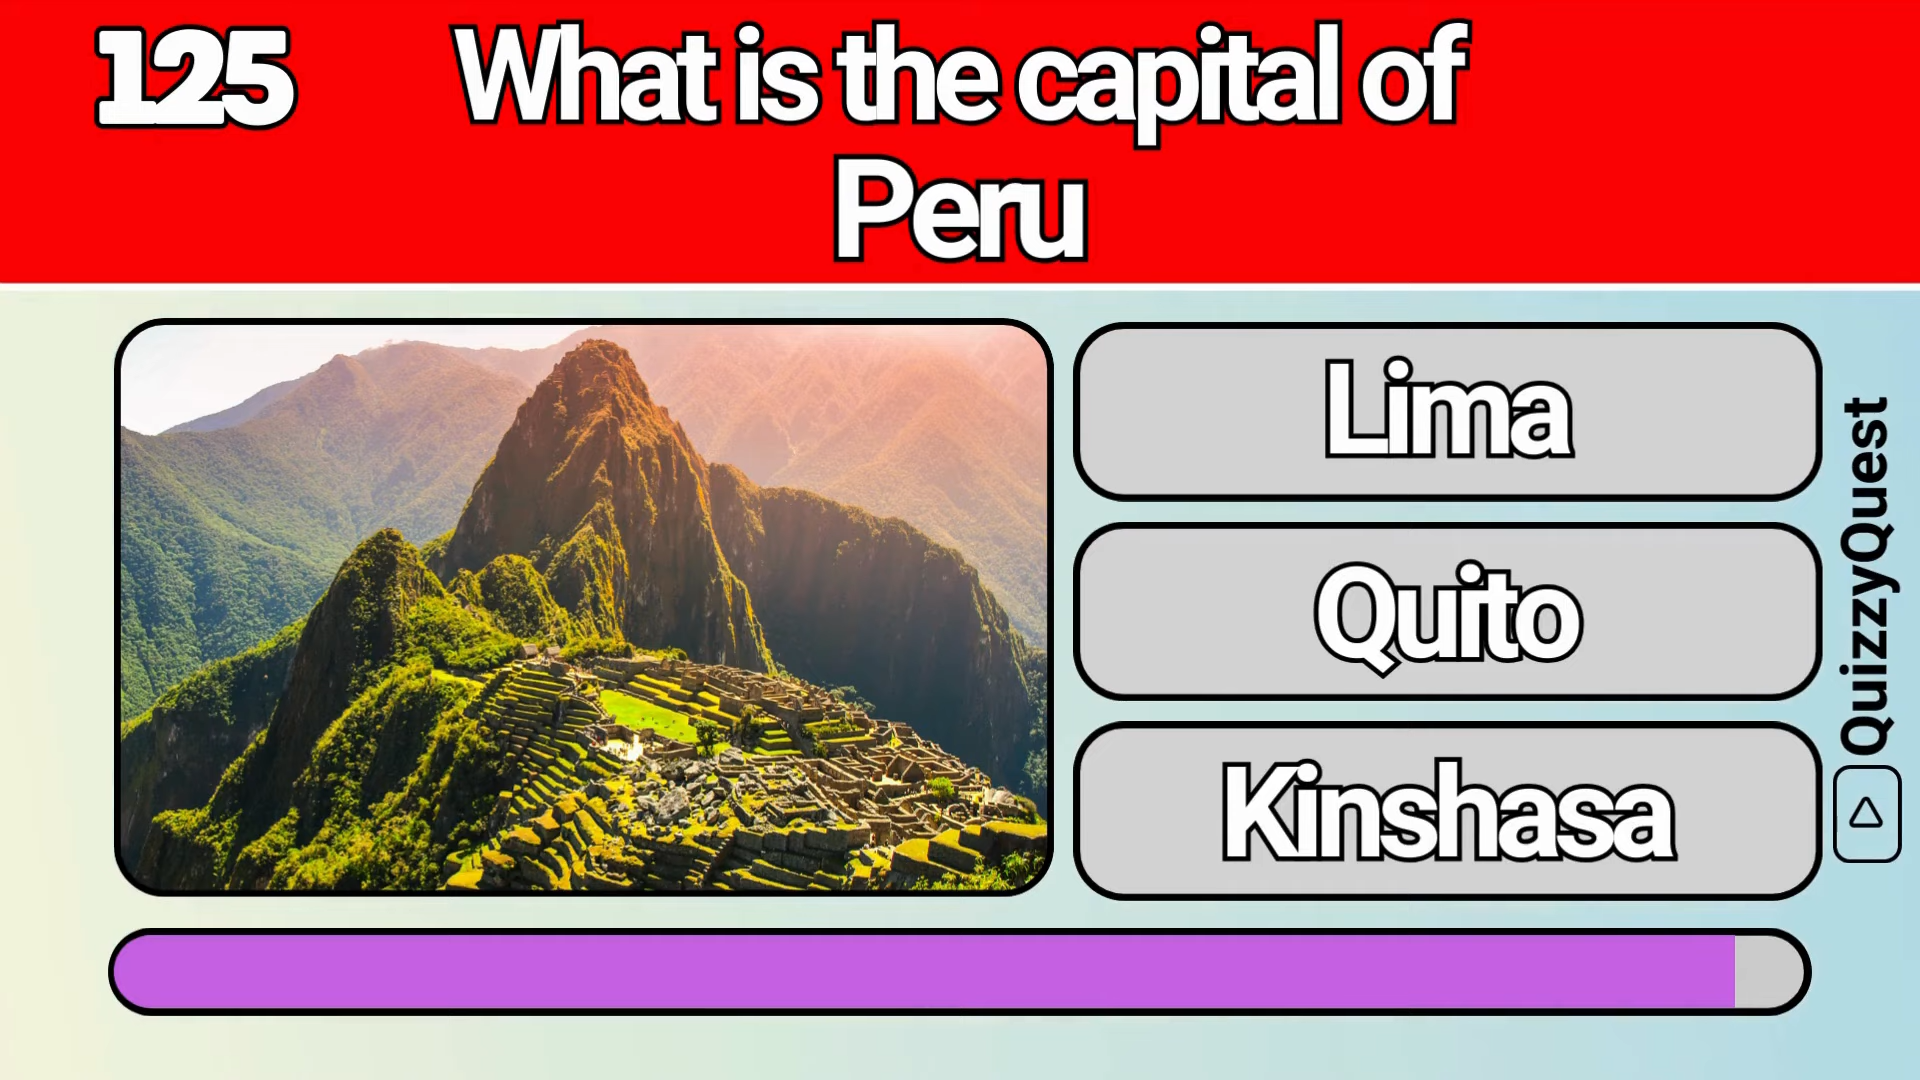 125
What is the capital of
Peru
Lima
Quito
Kinshasa
QuizzyQuest